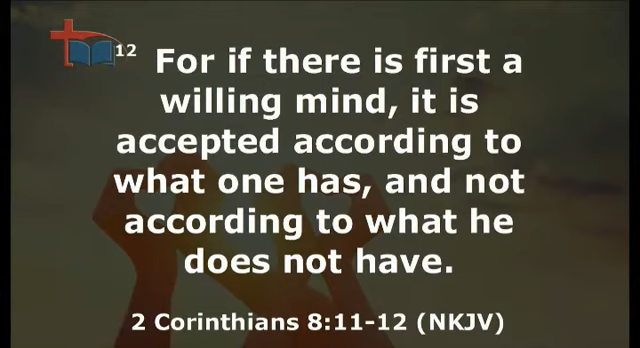 12 For if there is first a
willing mind, it is
accepted according to
what one has, and not
according to what he
does not have.
2 Corinthians 8:11-12 (NKJV)